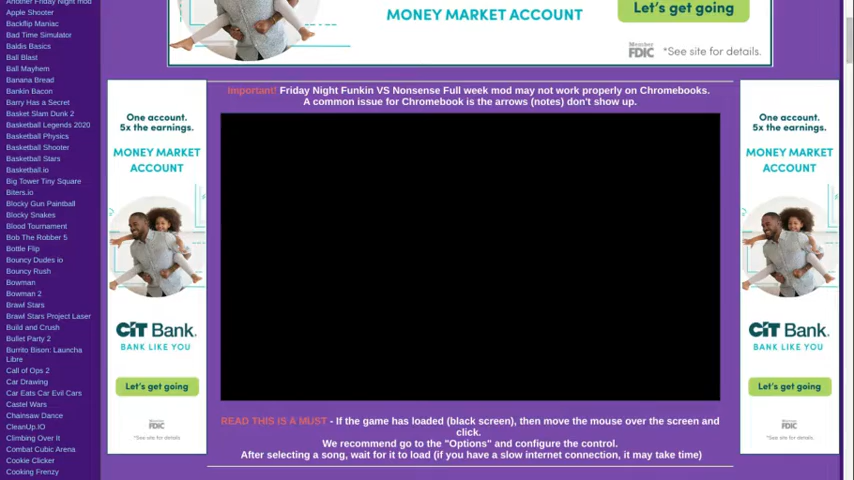 Another Friday Night mod
Apple Shooter
Backflip Maniac
Bad Time Simulator
Baldis Basics
Ball Blast
Ball Mayhem
Banana Bread
Bankin Bacon
Barry Has a Secret
Basket Slam Dunk 2
Basketball Legends 2020
Basketball Physics
Basketball Shooter
Basketball Stars
Basketball.io
Big Tower Tiny Square
Biters.io
Blocky Gun Paintball
Blocky Snakes
Blood Tournament
Bob The Robber 5
Bottle Flip
Bouncy Dudes io
Bouncy Rush
Bowman
Bowman 2
Brawl Stars
Brawl Stars Project Laser
Build and Crush
Bullet Party 2
Burrito Bison: Launcha
Libre
Call of Ops 2
Car Drawing
Car Eats Car Evil Cars
Castel Wars
Chainsaw Dance
CleanUp.IO
Climbing Over It
Combat Cubic Arena
Cookie Clicker
Cooking Frenzy
MONEY MARKET ACCOUNT
Let's get going
Member
FDIC
*See site for details.
One account.
5x the earnings.
MONEY MARKET
ACCOUNT
CIT Bank.
BANK LIKE YOU
Let's get going
Member
FDIC
*See site for details
Important! Friday Night Funkin VS Nonsense Full week mod may not work properly on Chromebooks.
A common issue for Chromebook is the arrows (notes) don't show up.
READ THIS IS A MUST - If the game has loaded (black screen), then move the mouse over the screen and
click.
We recommend go to the "Options" and configure the control.
After selecting a song, wait for it to load (if you have a slow internet connection, it may take time)
One account.
5x the earnings.
MONEY MARKET
ACCOUNT
CIT Bank.
BANK LIKE YOU
Let's get going
Member
FDIC
*See site for details